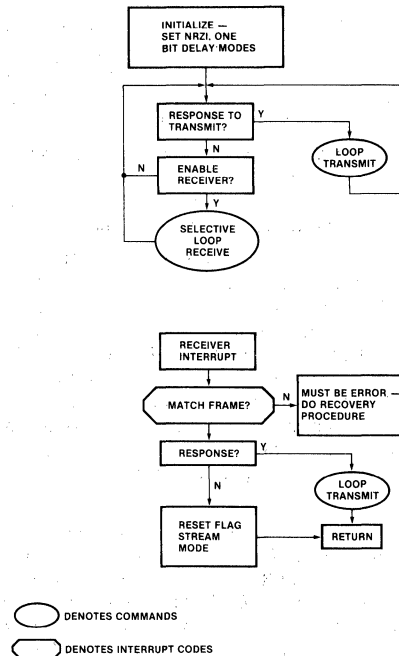 INITIALIZE —
SET NRZI, ONE
BIT DELAY MODES
RESPONSE TO
TRANSMIT?
Y
LOOP
TRANSMIT
N
N
ENABLE
RECEIVER?
Y
SELECTIVE
LOOP
RECEIVE
RECEIVER
INTERRUPT
MATCH FRAME?
N
MUST BE ERROR —
DO RECOVERY
PROCEDURE
RESPONSE?
Y
LOOP
TRANSMIT
N
RESET FLAG
STREAM
MODE
RETURN
DENOTES COMMANDS
DENOTES INTERRUPT CODES